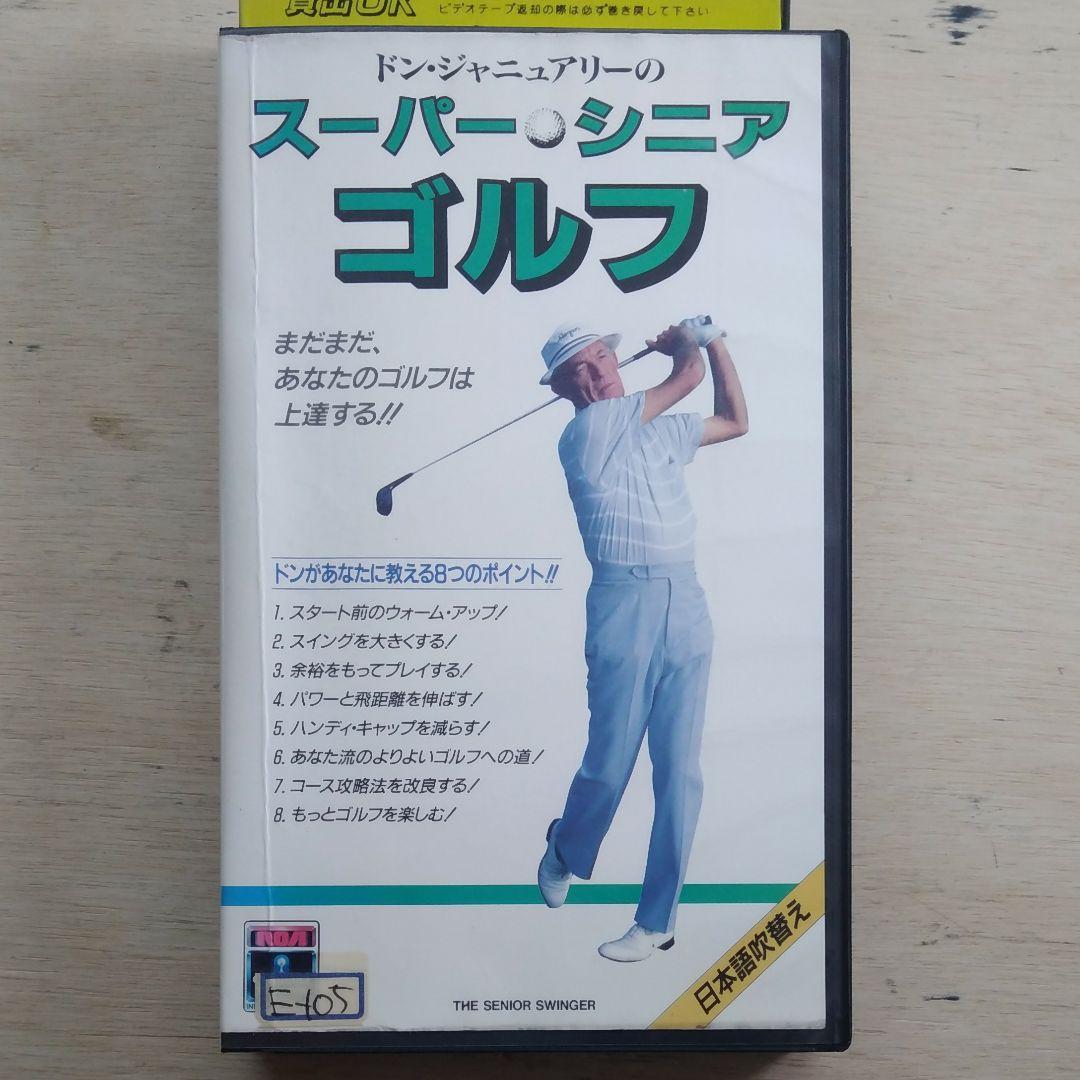 貸出OK
ビデオテープ返却の際は必ず巻き戻して下さい
ドン・ジャニュアリーの
スーパー・シニア
ゴルフ
まだまだ、
あなたのゴルフは
上達する!!
ドンがあなたに教える8つのポイント!!
1. スタート前のウォーム・アップ!
2. スイングを大きくする!
3. 余裕をもってプレイする!
4. パワーと飛距離を伸ばす!
5. ハンディ・キャップを減らす!
6. あなた流のよりよいゴルフへの道!
7. コース攻略法を改良する!
8. もっとゴルフを楽しむ!
日本語吹替え
RCA
E-105
THE SENIOR SWINGER